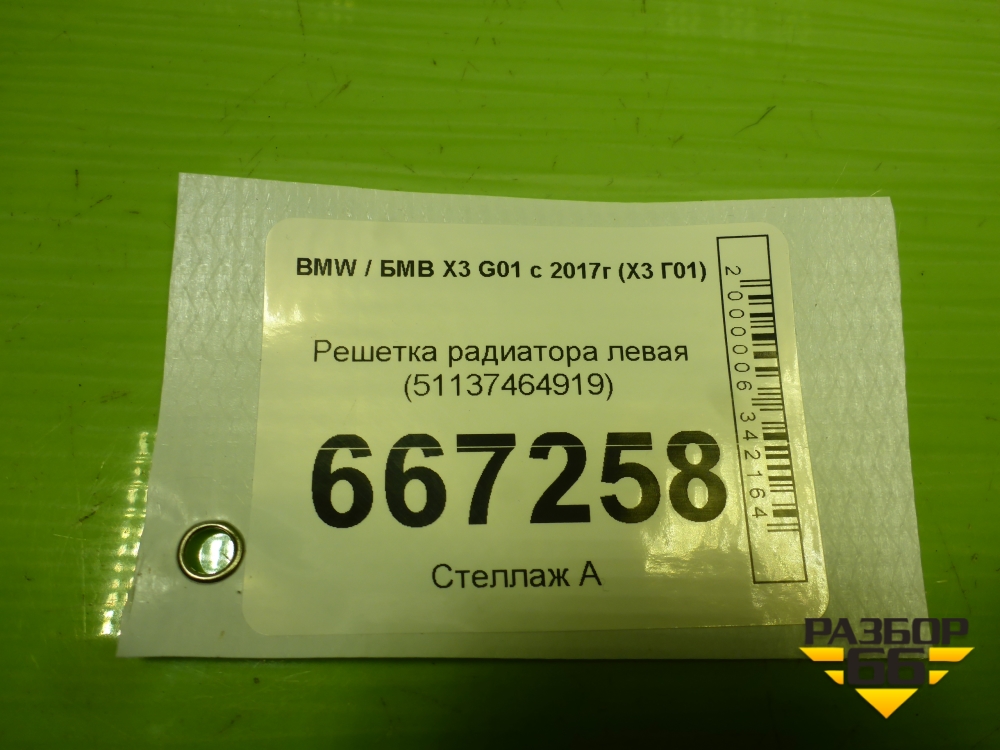 BMW / БМВ X3 G01 с 2017г (X3 Г01)
Решетка радиатора левая
(51137464919)
667258
Стеллаж А
2000006342164
РАЗБОР
66